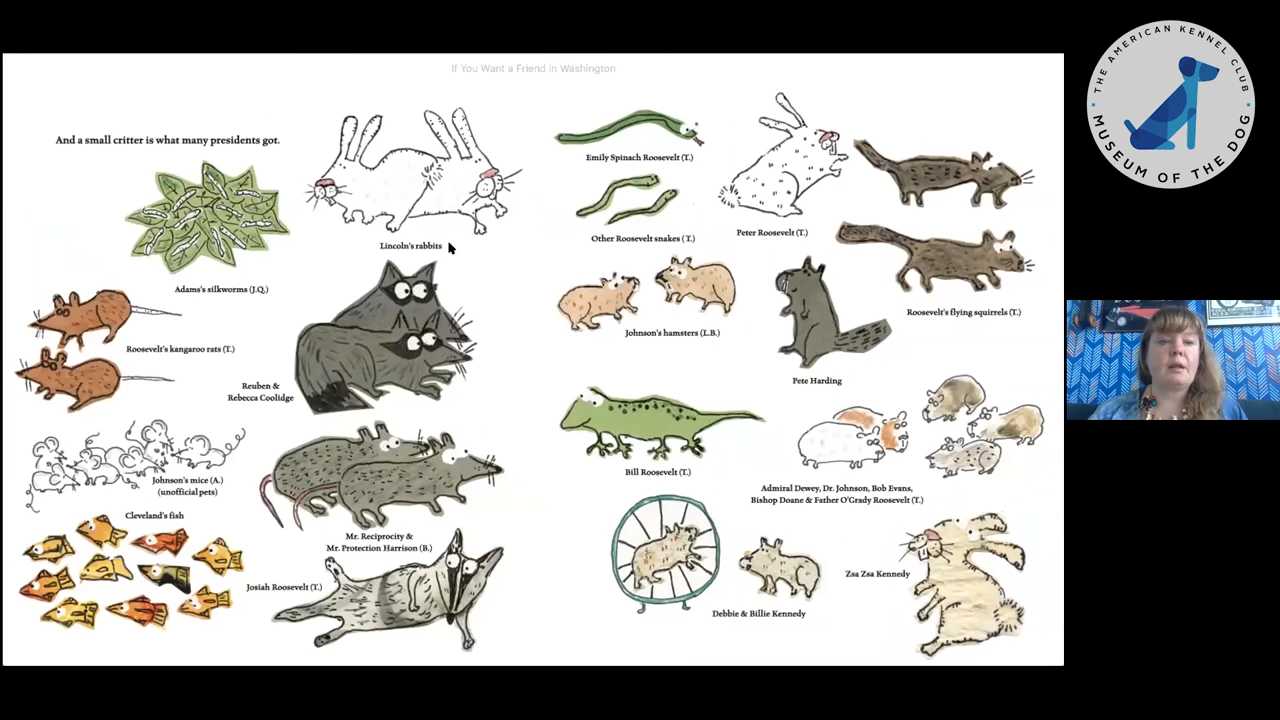 If You Want a Friend in Washington
And a small critter is what many presidents got.
Adams's silkworms (J.Q.)
Lincoln's rabbits
Roosevelt's kangaroo rats (T.)
Reuben &
Rebecca Coolidge
Johnson's mice (A.)
(unofficial pets)
Cleveland's fish
Mr. Reciprocity &
Mr. Protection Harrison (B.)
Josiah Roosevelt (T.)
Emily Spinach Roosevelt (T.)
Other Roosevelt snakes (T.)
Peter Roosevelt (T.)
Roosevelt's flying squirrels (T.)
Johnson's hamsters (L.B.)
Pete Harding
Bill Roosevelt (T.)
Admiral Dewey, Dr. Johnson, Bob Evans,
Bishop Doane & Father O'Grady Roosevelt (T.)
Debbie & Billie Kennedy
Zsa Zsa Kennedy
THE AMERICAN KENNEL CLUB
MUSEUM OF THE DOG